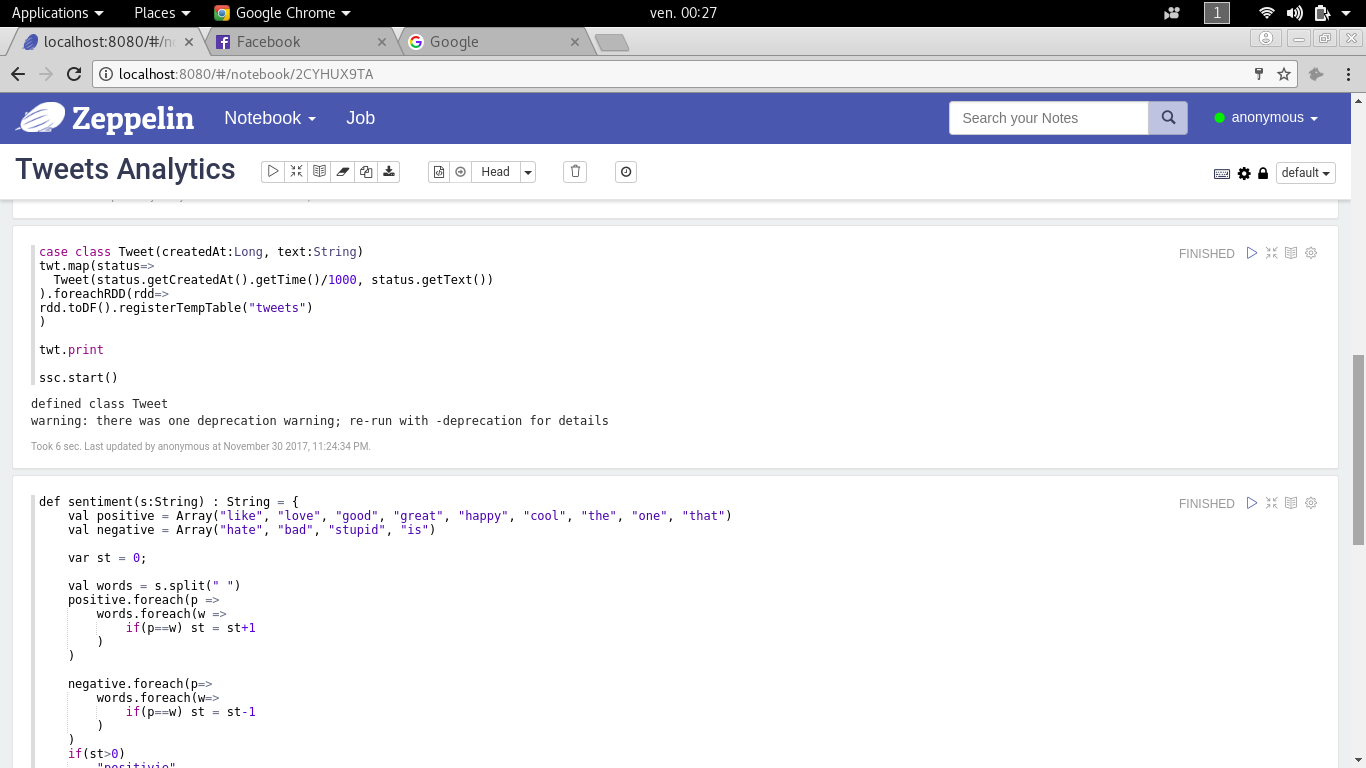 Applications Places Google Chrome ven. 00:27 1
localhost:8080/#/no Facebook Google
localhost:8080/#/notebook/2CYHUX9TA
Zeppelin Notebook Job Search your Notes anonymous
Tweets Analytics Head default
case class Tweet(createdAt:Long, text:String) FINISHED
twt.map(status=>
Tweet(status.getCreatedAt().getTime()/1000, status.getText())
).foreachRDD(rdd=>
rdd.toDF().registerTempTable("tweets")
)
twt.print
ssc.start()
defined class Tweet
warning: there was one deprecation warning; re-run with -deprecation for details
Took 6 sec. Last updated by anonymous at November 30 2017, 11:24:34 PM.
def sentiment(s:String) : String = { FINISHED
val positive = Array("like", "love", "good", "great", "happy", "cool", "the", "one", "that")
val negative = Array("hate", "bad", "stupid", "is")
var st = 0;
val words = s.split(" ")
positive.foreach(p =>
words.foreach(w =>
if(p==w) st = st+1
)
)
negative.foreach(p=>
words.foreach(w=>
if(p==w) st = st-1
)
)
if(st>0)
"positivie"